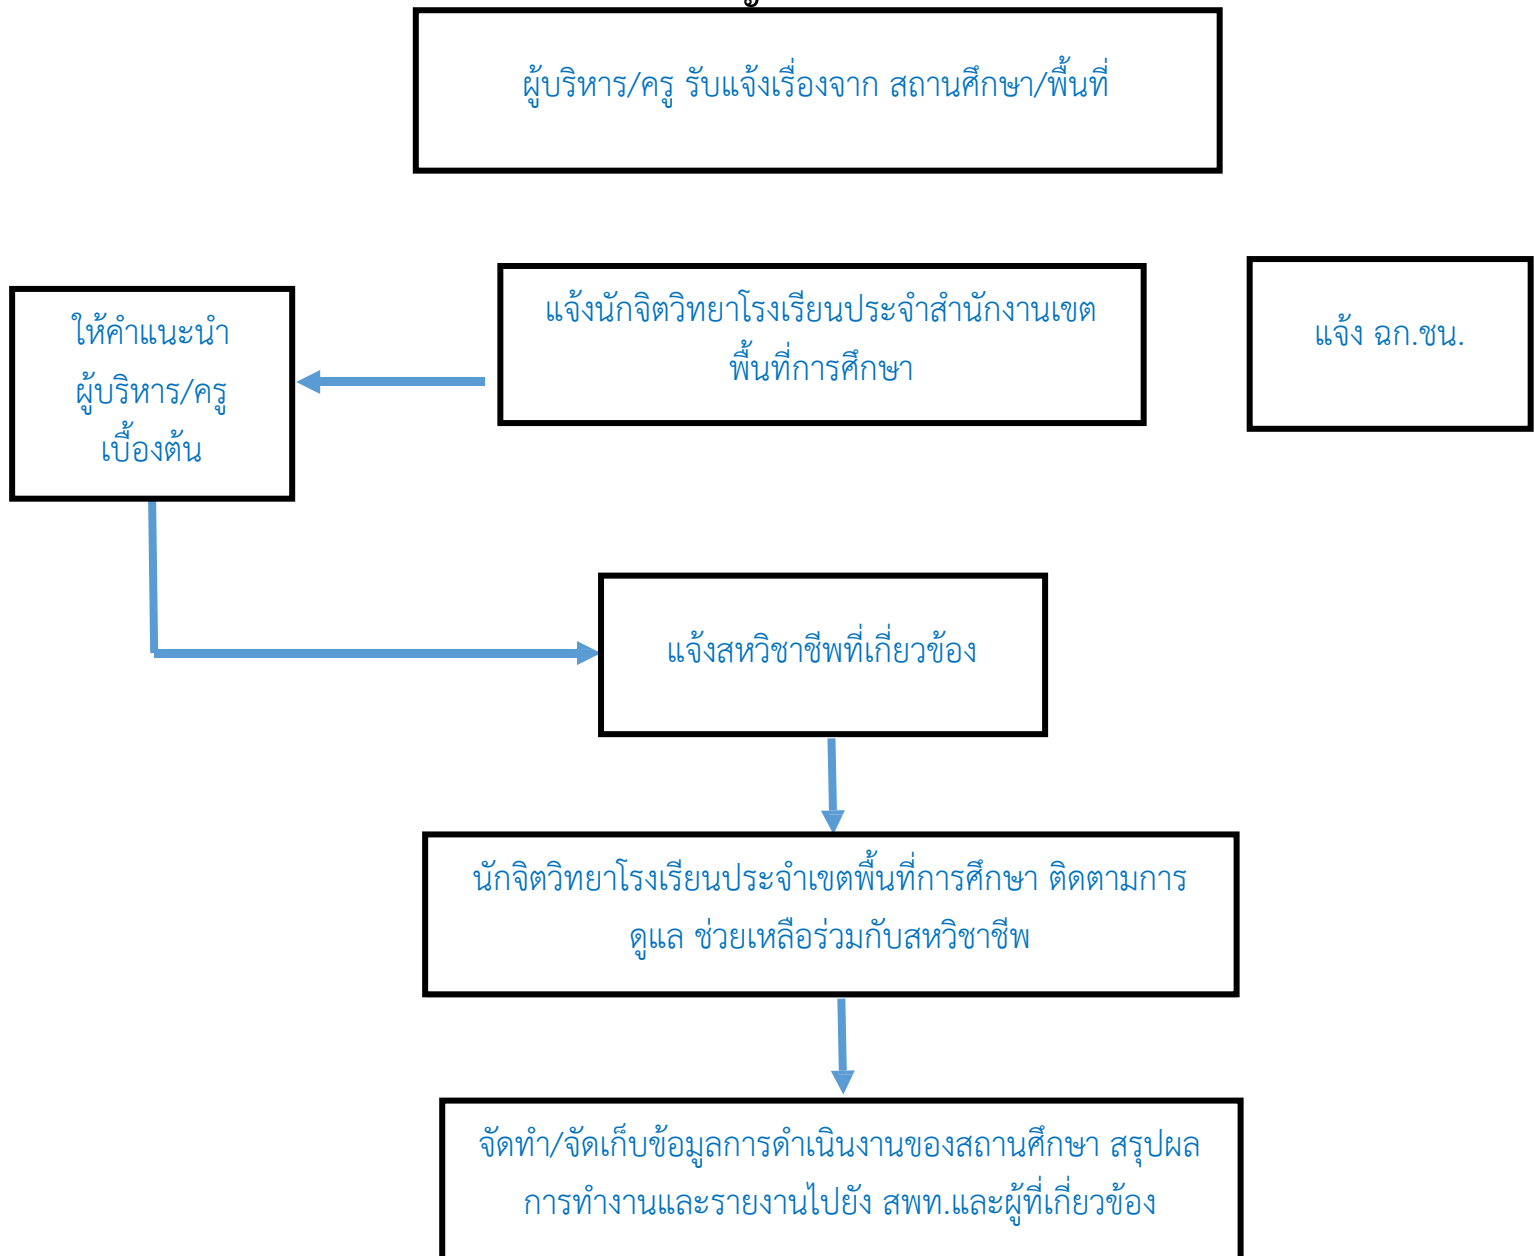 ผู้บริหาร/ครู รับแจ้งเรื่องจาก สถานศึกษา/พื้นที่
แจ้งนักจิตวิทยาโรงเรียนประจำสำนักงานเขต
พื้นที่การศึกษา
แจ้ง ฉก.ชน.
ให้คำแนะนำ
ผู้บริหาร/ครู
เบื้องต้น
แจ้งสหวิชาชีพที่เกี่ยวข้อง
นักจิตวิทยาโรงเรียนประจำเขตพื้นที่การศึกษา ติดตามการ
ดูแล ช่วยเหลือร่วมกับสหวิชาชีพ
จัดทำ/จัดเก็บข้อมูลการดำเนินงานของสถานศึกษา สรุปผล
การทำงานและรายงานไปยัง สพท.และผู้ที่เกี่ยวข้อง